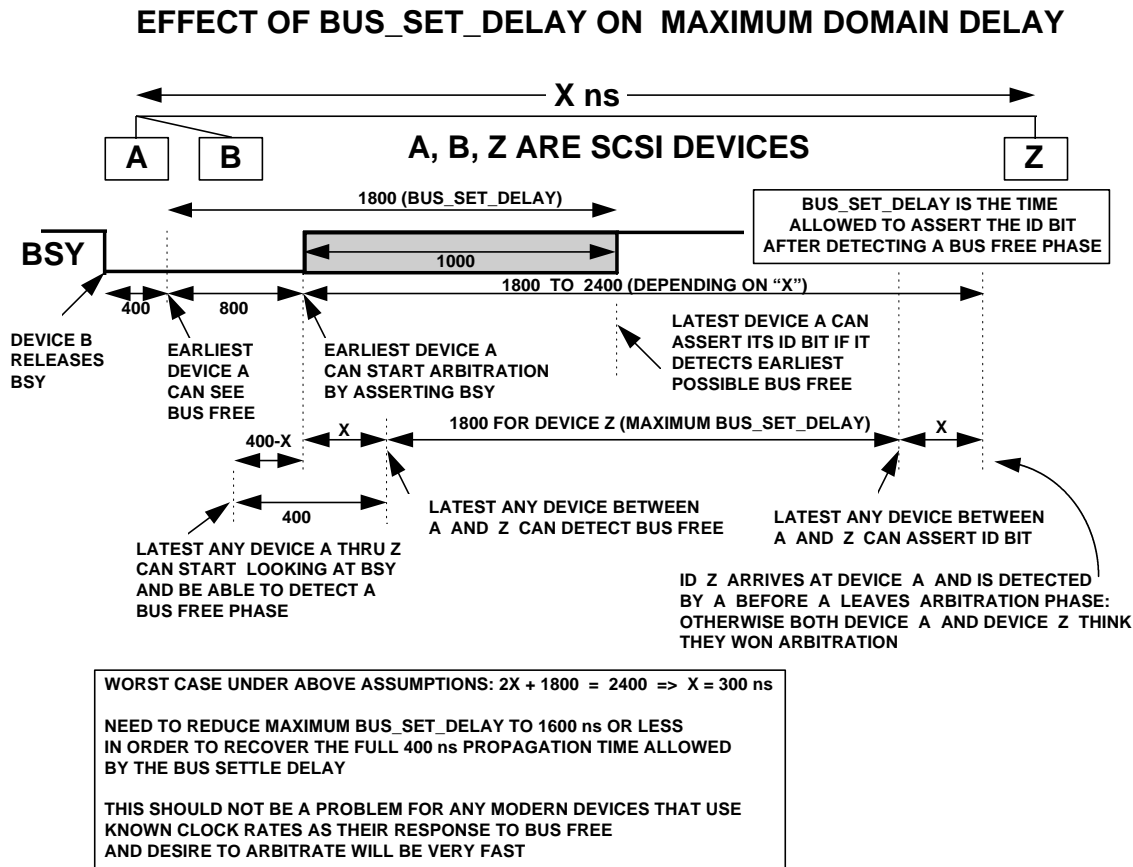 EFFECT OF BUS_SET_DELAY ON MAXIMUM DOMAIN DELAY
X ns
A
B
A, B, Z ARE SCSI DEVICES
Z
1800 (BUS_SET_DELAY)
BUS_SET_DELAY IS THE TIME
ALLOWED TO ASSERT THE ID BIT
AFTER DETECTING A BUS FREE PHASE
BSY
1000
400
800
1800 TO 2400 (DEPENDING ON “X”)
DEVICE B
RELEASES
BSY
EARLIEST
DEVICE A
CAN SEE
BUS FREE
EARLIEST DEVICE A
CAN START ARBITRATION
BY ASSERTING BSY
LATEST DEVICE A CAN
ASSERT ITS ID BIT IF IT
DETECTS EARLIEST
POSSIBLE BUS FREE
400-X
X
1800 FOR DEVICE Z (MAXIMUM BUS_SET_DELAY)
X
400
LATEST ANY DEVICE A THRU Z
CAN START LOOKING AT BSY
AND BE ABLE TO DETECT A
BUS FREE PHASE
LATEST ANY DEVICE BETWEEN
A AND Z CAN DETECT BUS FREE
LATEST ANY DEVICE BETWEEN
A AND Z CAN ASSERT ID BIT
ID Z ARRIVES AT DEVICE A AND IS DETECTED
BY A BEFORE A LEAVES ARBITRATION PHASE:
OTHERWISE BOTH DEVICE A AND DEVICE Z THINK
THEY WON ARBITRATION
WORST CASE UNDER ABOVE ASSUMPTIONS: 2X + 1800 = 2400 => X = 300 ns
NEED TO REDUCE MAXIMUM BUS_SET_DELAY TO 1600 ns OR LESS
IN ORDER TO RECOVER THE FULL 400 ns PROPAGATION TIME ALLOWED
BY THE BUS SETTLE DELAY
THIS SHOULD NOT BE A PROBLEM FOR ANY MODERN DEVICES THAT USE
KNOWN CLOCK RATES AS THEIR RESPONSE TO BUS FREE
AND DESIRE TO ARBITRATE WILL BE VERY FAST